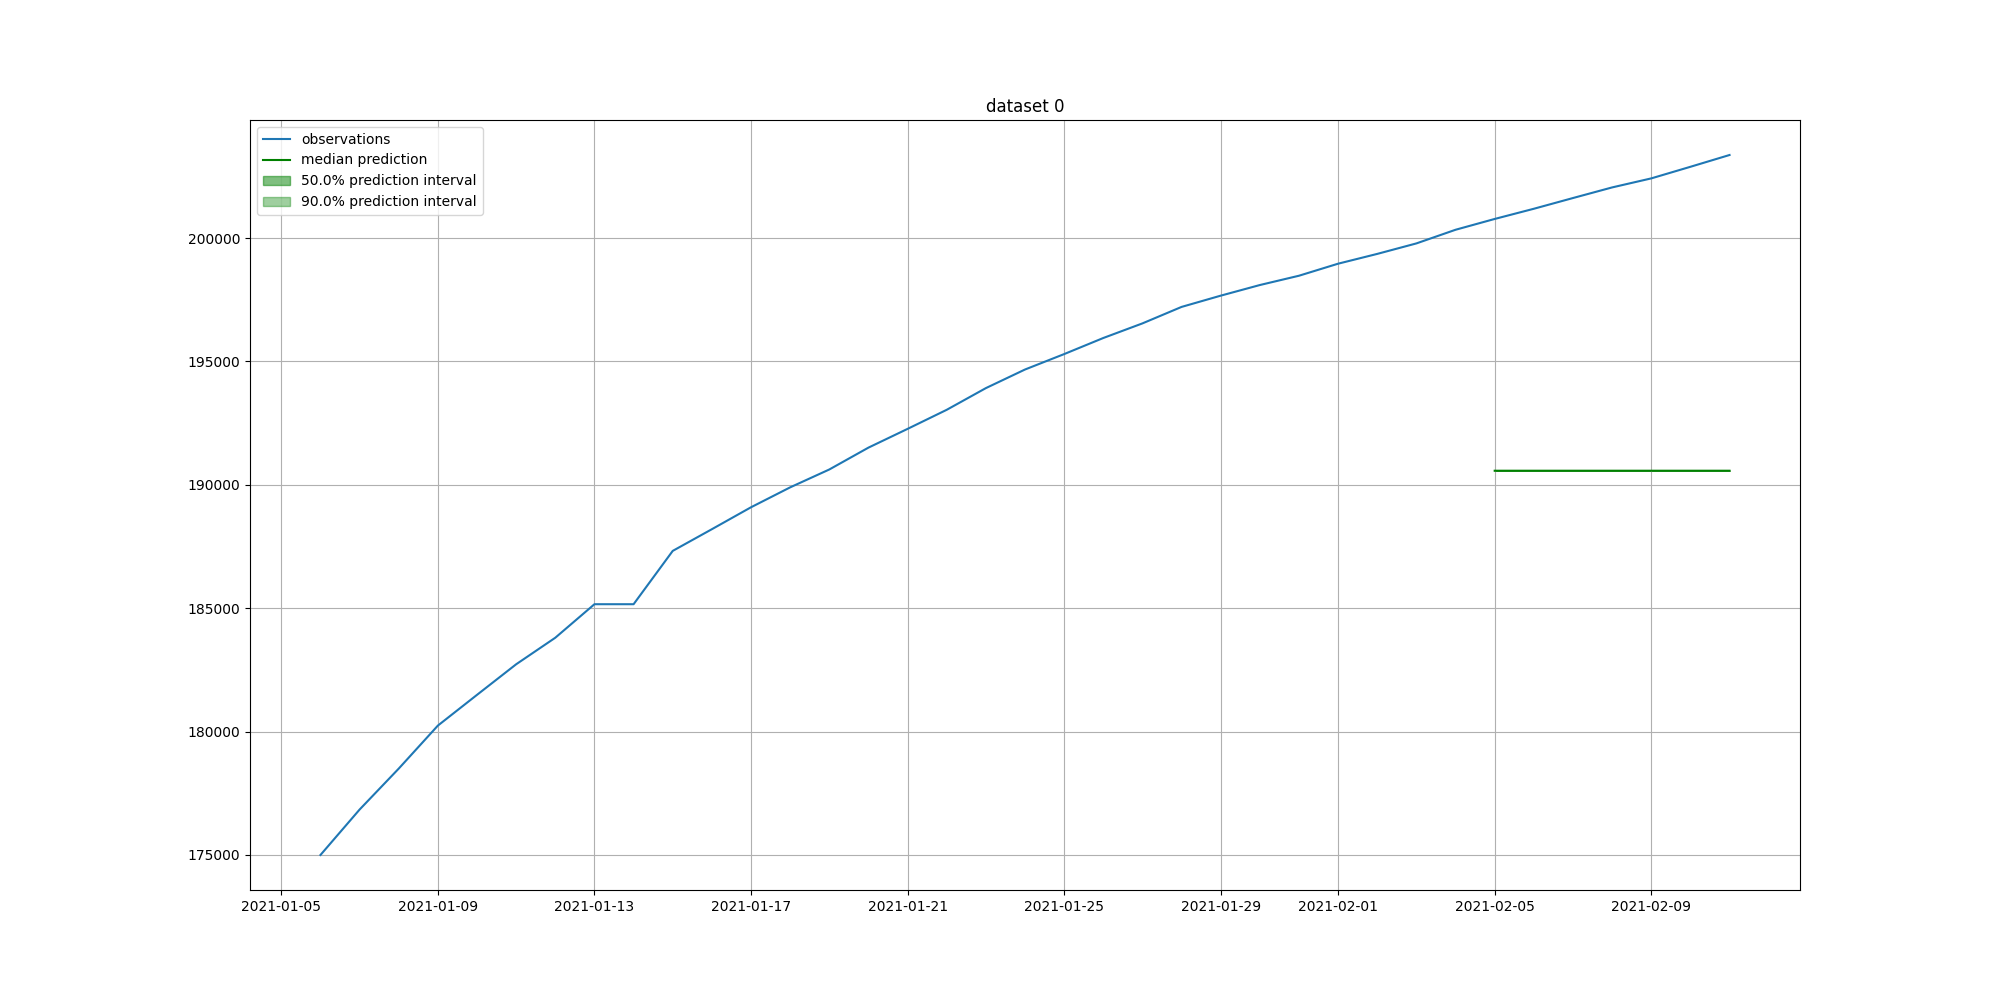 dataset 0
observations
median prediction
50.0% prediction interval
90.0% prediction interval
200000
195000
190000
185000
180000
175000
2021-01-05 2021-01-09 2021-01-13 2021-01-17 2021-01-21 2021-01-25 2021-01-29 2021-02-01 2021-02-05 2021-02-09